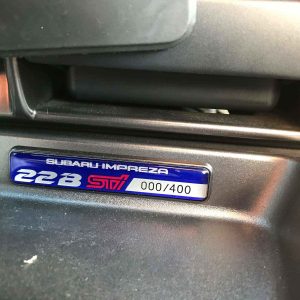 SUBARU IMPREZA
22B STi 000/400